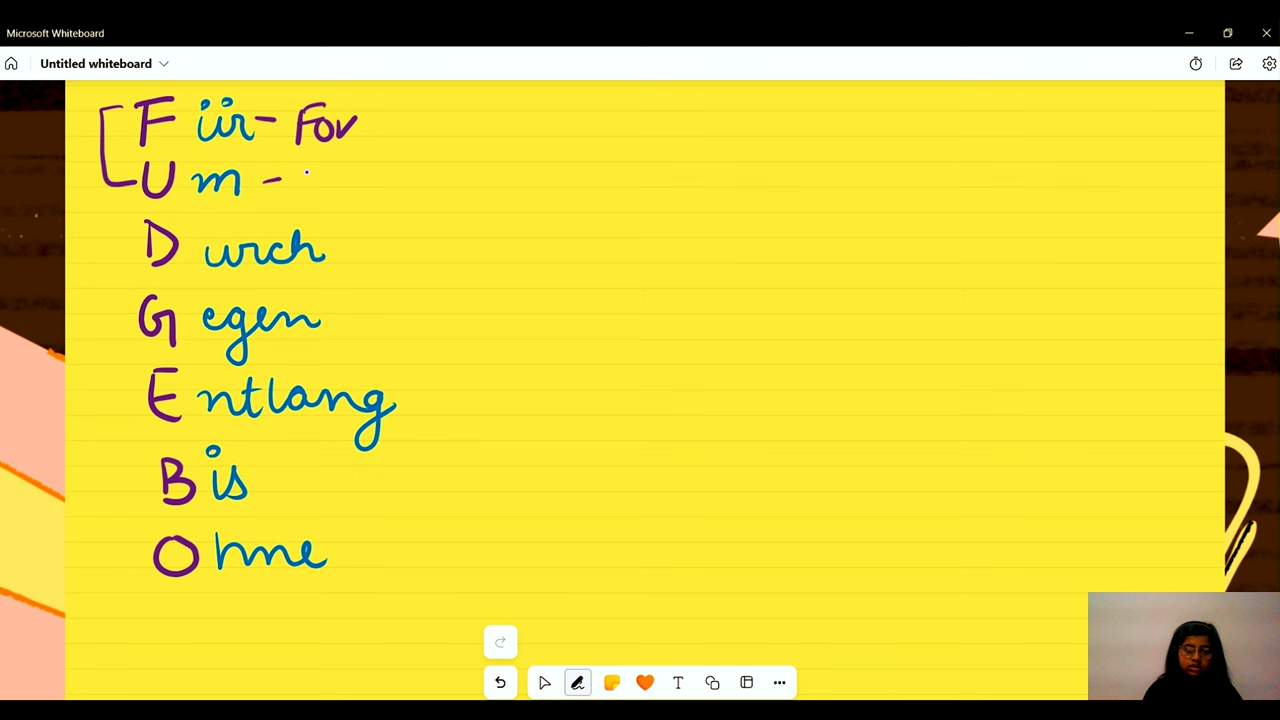 Microsoft Whiteboard
Untitled whiteboard
Für - For
Um -
Durch
Gegen
Entlang
Bis
Ohne
T